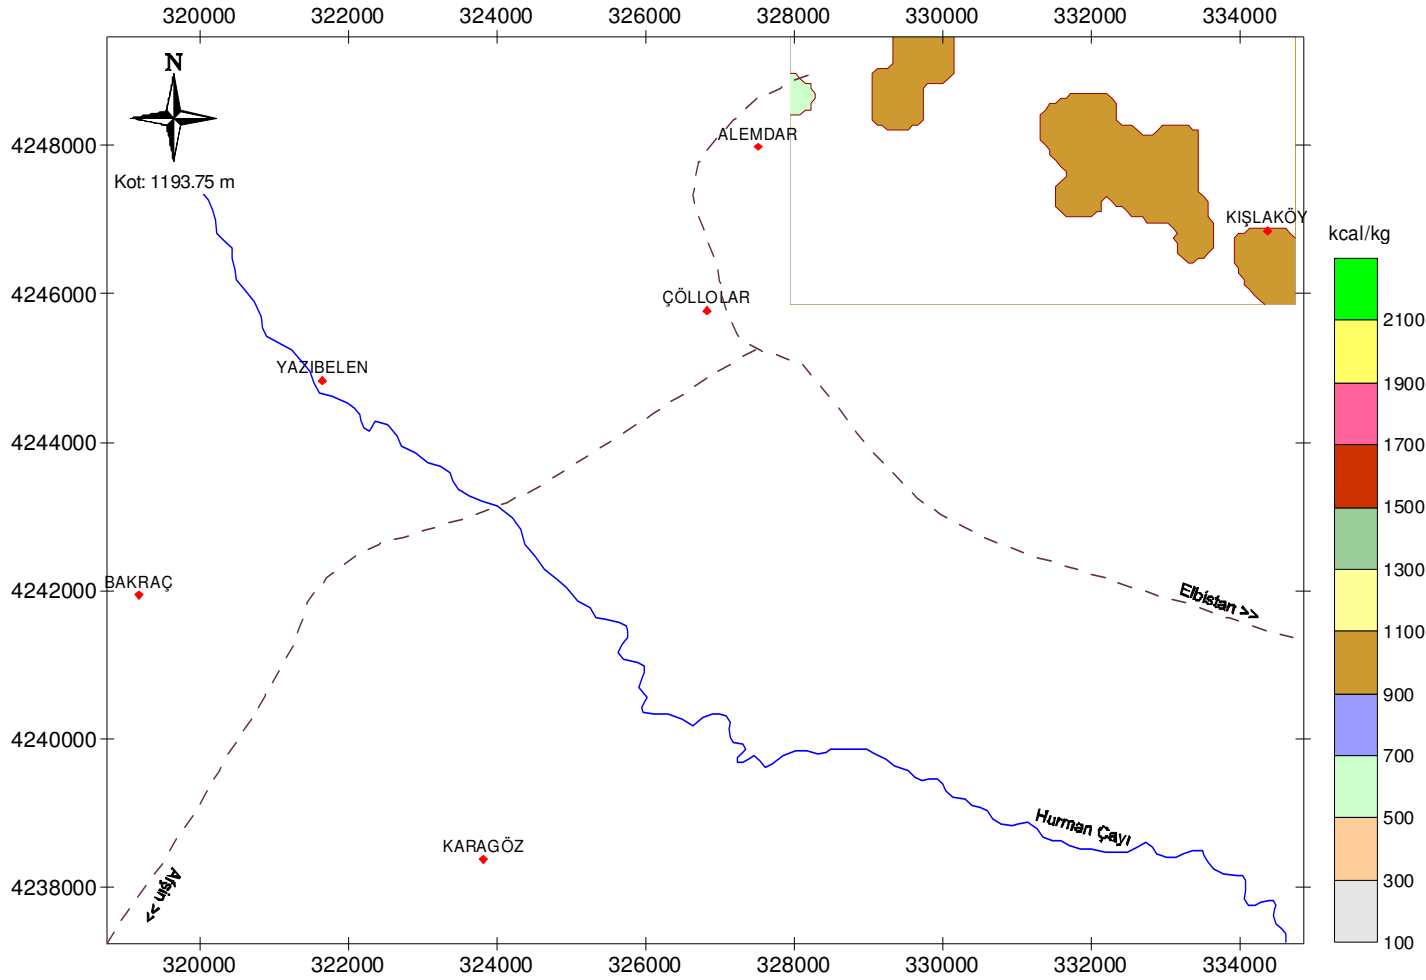 320000 322000 324000 326000 328000 330000 332000 334000
N
4248000
ALEMDAR
Kot: 1193.75 m
KIŞLAKÖY
kcal/kg
4246000
ÇÖLLOLAR
2100
YAZIBELEN
1900
4244000
1700
1500
1300
BAKRAÇ
4242000
Elbistan >>
1100
900
4240000
700
Hurman Çayı
500
KARAGÖZ
4238000
Afşin >>
300
100
320000 322000 324000 326000 328000 330000 332000 334000